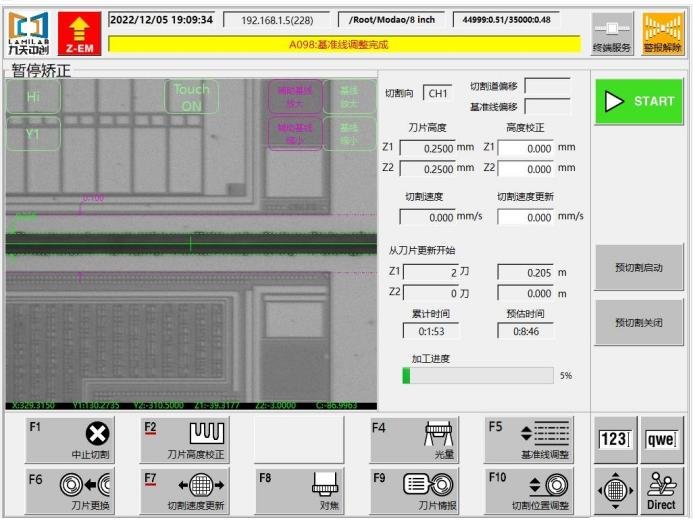 LAMILAB
九天中创
Z-EM
2022/12/05 19:09:34
192.168.1.5(228)
/Root/Modao/8 inch
44999:0.51/35000:0.48
A098:基准线调整完成
终端服务
警报解除
暂停矫正
Hi
Touch
ON
辅助基线
放大
基线
放大
Y1
辅助基线
缩小
基线
缩小
0.100
X:329.3150 Y1:130.2735 Y2:-310.5000 Z1:-39.3177 Z2:-3.0000 C:-86.9963
切割向 CH1
切割道偏移
基准线偏移
刀片高度 高度校正
Z1 0.2500 mm Z1 0.000 mm
Z2 0.2500 mm Z2 0.000 mm
切割速度 切割速度更新
0.000 mm/s 0.000 mm/s
从刀片更新开始
Z1 2 刀 0.205 m
Z2 0 刀 0.000 m
累计时间 预估时间
0:1:53 0:8:46
加工进度
5%
START
预切割启动
预切割关闭
F1 中止切割
F2 刀片高度校正
F4 光量
F5 基准线调整
123
qwe
F6 刀片更换
F7 切割速度更新
F8 对焦
F9 刀片情报
F10 切割位置调整
Direct